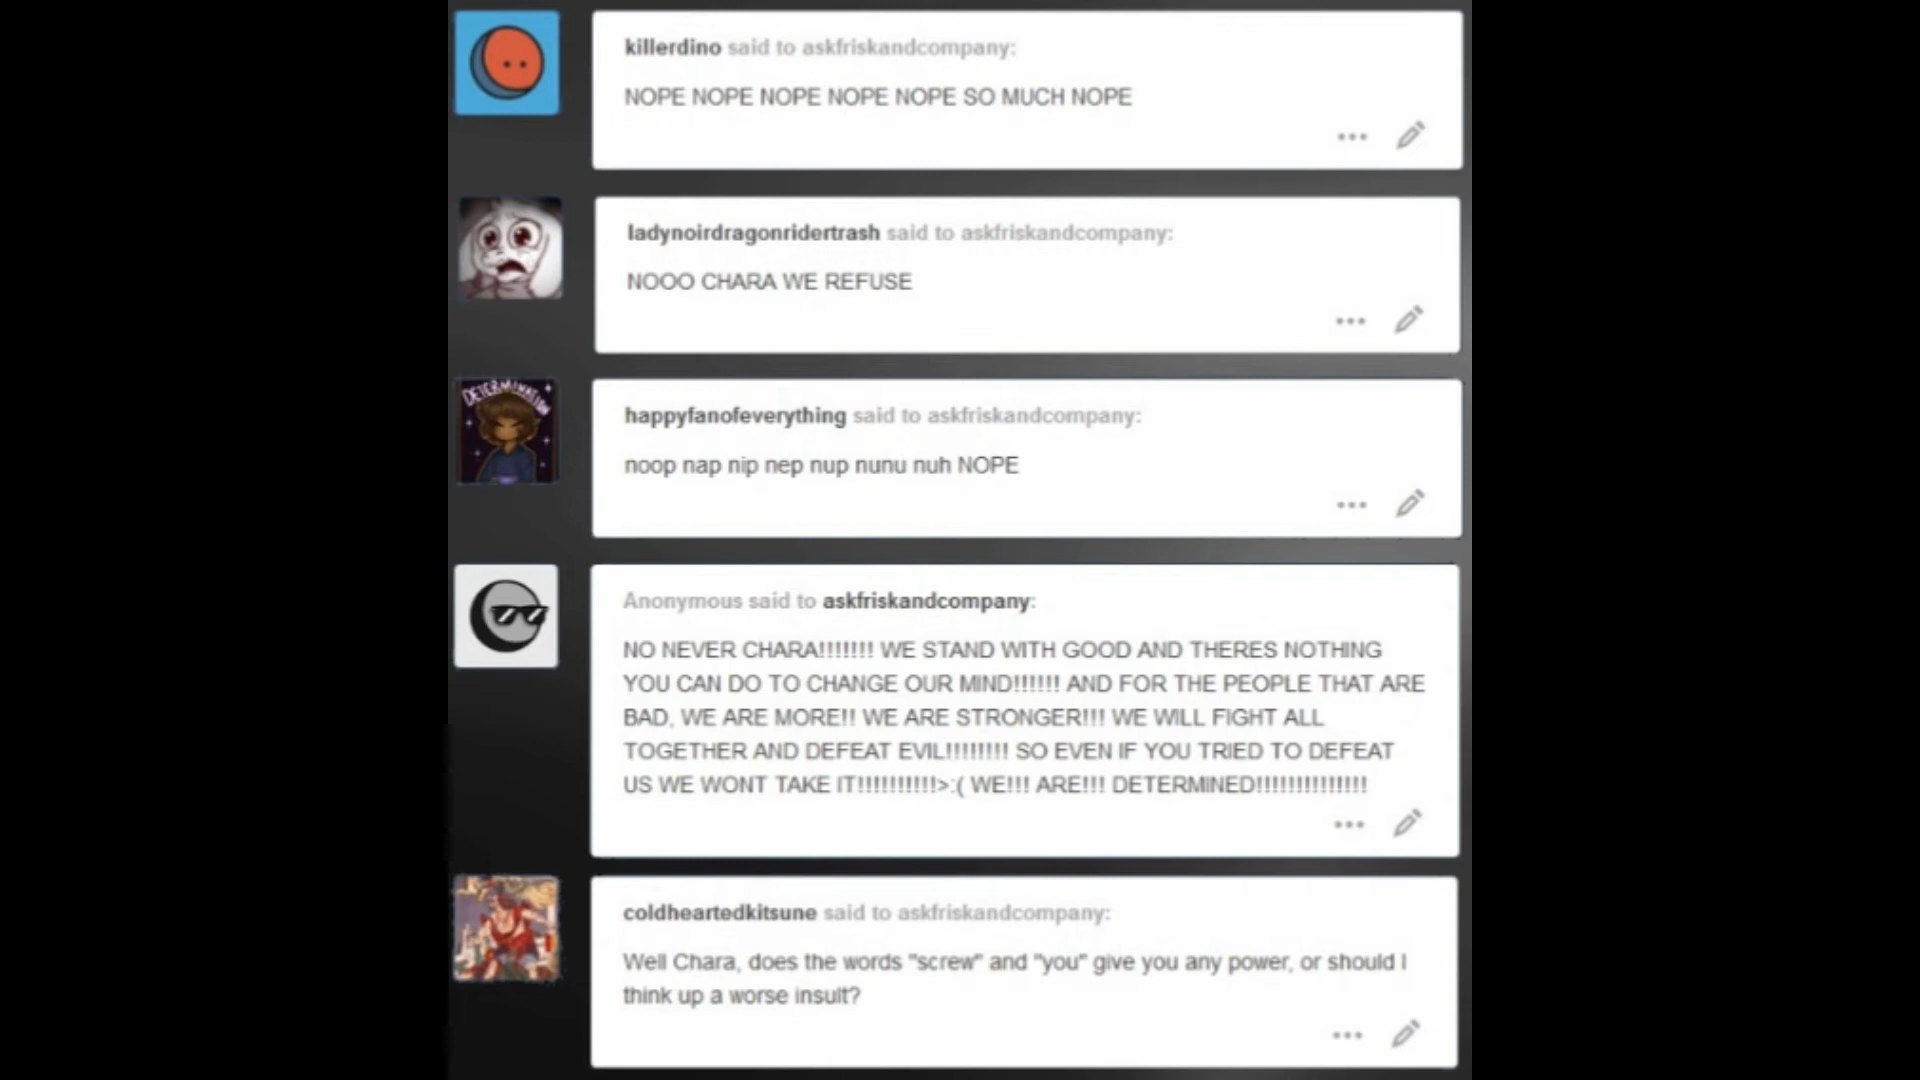 killerdino said to askfriskandcompany:
NOPE NOPE NOPE NOPE NOPE SO MUCH NOPE
ladynoirdragonridertrash said to askfriskandcompany:
NOOO CHARA WE REFUSE
DETERMINATION
happyfanofeverything said to askfriskandcompany:
noop nap nip nep nup nunu nuh NOPE
Anonymous said to askfriskandcompany:
NO NEVER CHARA!!!!!!! WE STAND WITH GOOD AND THERES NOTHING
YOU CAN DO TO CHANGE OUR MIND!!!!!! AND FOR THE PEOPLE THAT ARE
BAD, WE ARE MORE!! WE ARE STRONGER!!! WE WILL FIGHT ALL
TOGETHER AND DEFEAT EVIL!!!!!!!! SO EVEN IF YOU TRIED TO DEFEAT
US WE WONT TAKE IT!!!!!!!!!!>:( WE!!! ARE!!! DETERMINED!!!!!!!!!!!!!!
coldheartedkitsune said to askfriskandcompany:
Well Chara, does the words "screw" and "you" give you any power, or should I
think up a worse insult?